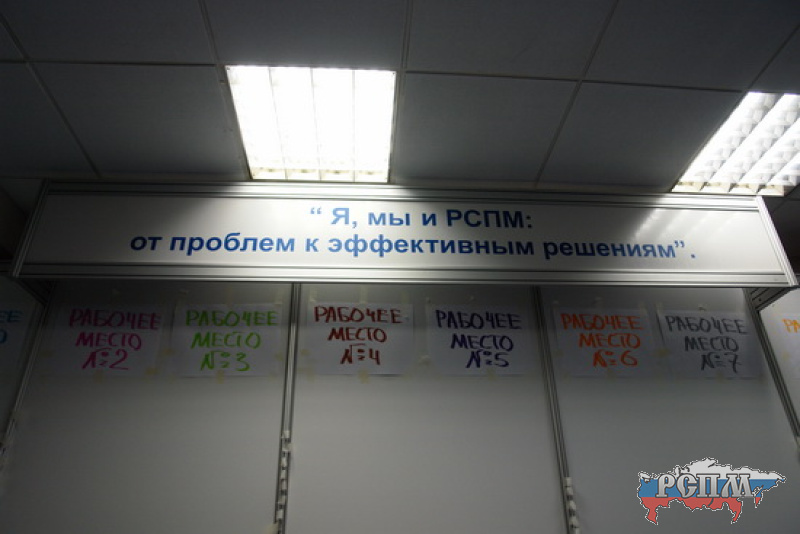 “ Я, мы и РСПМ:
от проблем к эффективным решениям”.
РАБОЧЕЕ
МЕСТО
№2
РАБОЧЕЕ
МЕСТО
№3
РАБОЧЕЕ
МЕСТО
№4
РАБОЧЕЕ
МЕСТО
№5
РАБОЧЕЕ
МЕСТО
№6
РАБОЧЕЕ
МЕСТО
№7
РСПМ